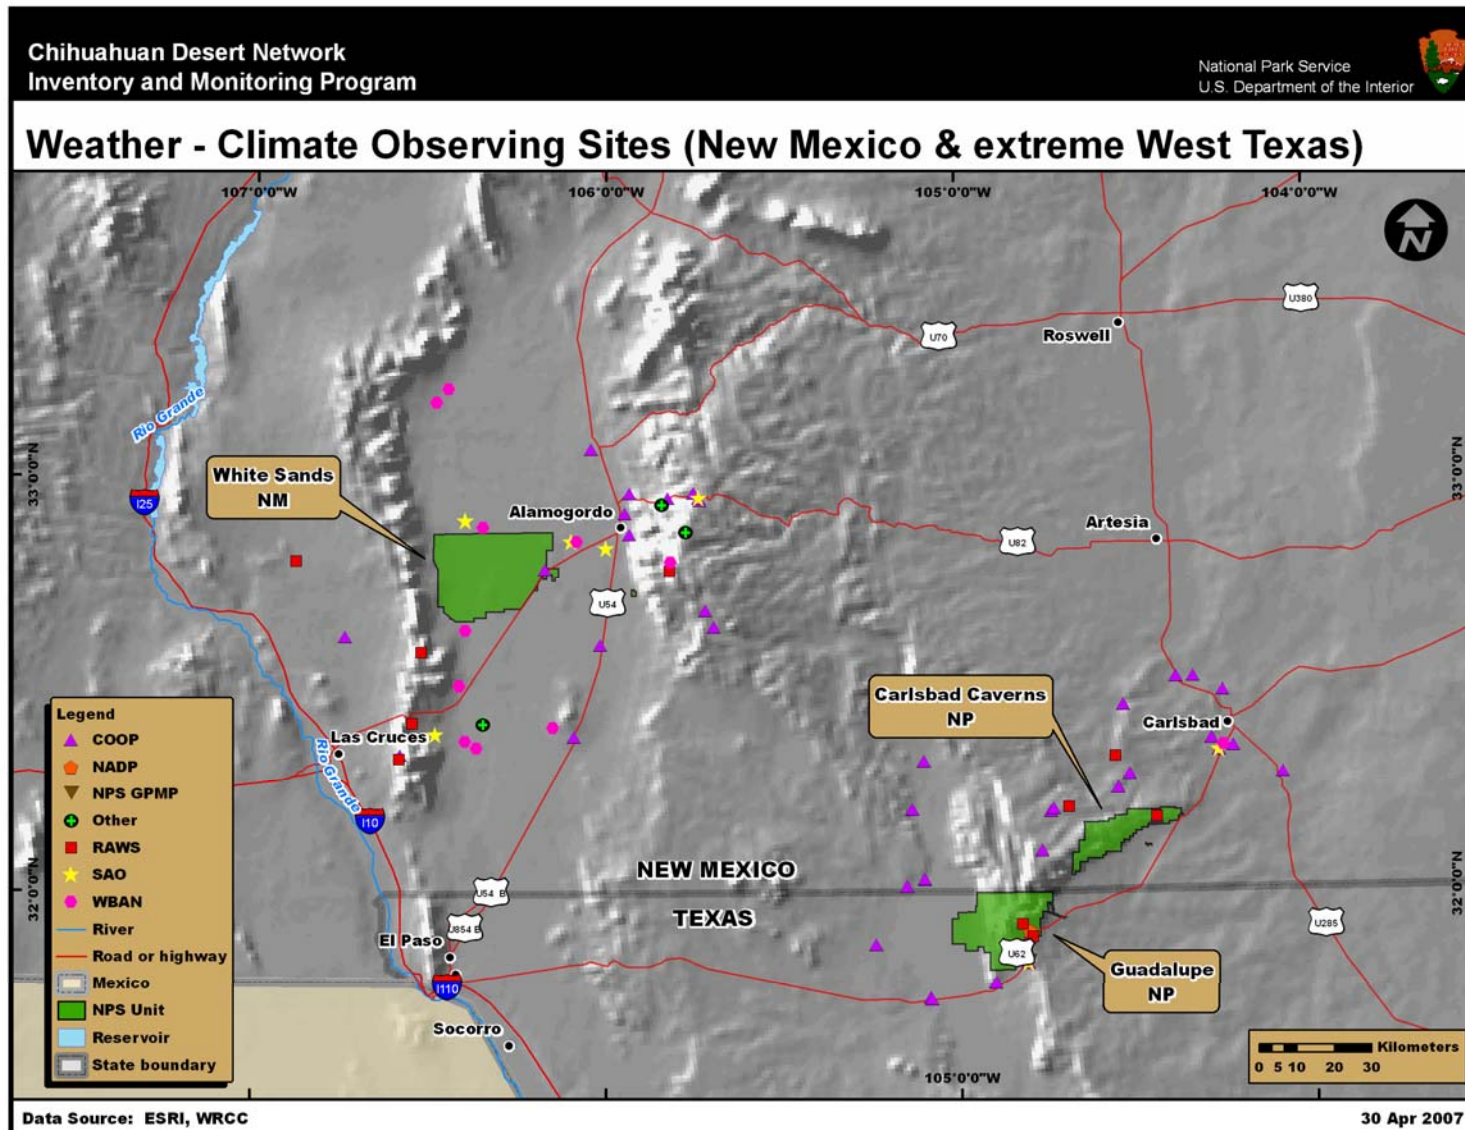 Chihuahuan Desert Network
Inventory and Monitoring Program
National Park Service
U.S. Department of the Interior
Weather - Climate Observing Sites (New Mexico & extreme West Texas)
107°0'0"W
106°0'0"W
105°0'0"W
104°0'0"W
N
U380
U70
Roswell
Rio Grande
33°0'0"N
33°0'0"N
White Sands
NM
I25
Alamogordo
Artesia
U82
U54
Carlsbad Caverns
NP
Carlsbad
Las Cruces
Rio Grande
I10
Legend
COOP
NADP
NPS GPMP
Other
RAWS
SAO
WBAN
River
Road or highway
Mexico
NPS Unit
Reservoir
State boundary
NEW MEXICO
TEXAS
32°0'0"N
32°0'0"N
U54 B
U854 B
El Paso
U62
U285
Guadalupe
NP
I110
Socorro
Kilometers
0 5 10 20 30
105°0'0"W
Data Source: ESRI, WRCC
30 Apr 2007